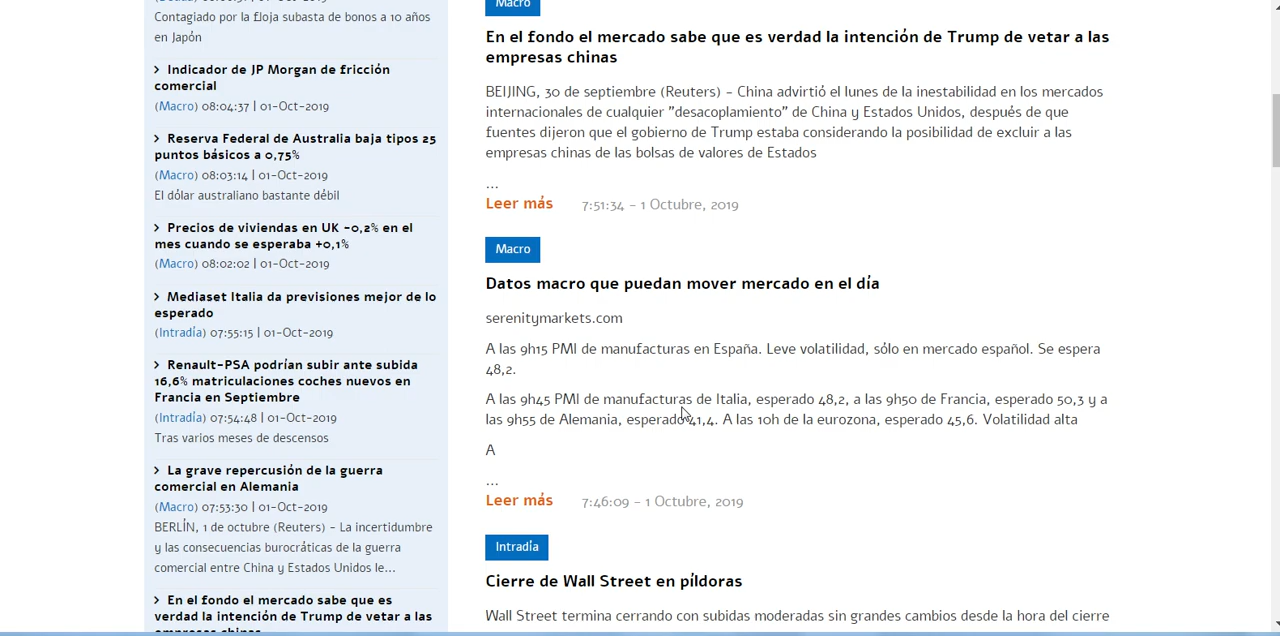 Contagiado por la floja subasta de bonos a 10 años
en Japón
> Indicador de JP Morgan de fricción
comercial
(Macro) 08:04:37 | 01-Oct-2019
> Reserva Federal de Australia baja tipos 25
puntos básicos a 0,75%
(Macro) 08:03:14 | 01-Oct-2019
El dólar australiano bastante débil
> Precios de viviendas en UK -0,2% en el
mes cuando se esperaba +0,1%
(Macro) 08:02:02 | 01-Oct-2019
> Mediaset Italia da previsiones mejor de lo
esperado
(Intradía) 07:55:15 | 01-Oct-2019
> Renault-PSA podrían subir ante subida
16,6% matriculaciones coches nuevos en
Francia en Septiembre
(Intradía) 07:54:48 | 01-Oct-2019
Tras varios meses de descensos
> La grave repercusión de la guerra
comercial en Alemania
(Macro) 07:53:30 | 01-Oct-2019
BERLÍN, 1 de octubre (Reuters) - La incertidumbre
y las consecuencias burocráticas de la guerra
comercial entre China y Estados Unidos le...
> En el fondo el mercado sabe que es
verdad la intención de Trump de vetar a las
Macro
En el fondo el mercado sabe que es verdad la intención de Trump de vetar a las
empresas chinas
BEIJING, 30 de septiembre (Reuters) - China advirtió el lunes de la inestabilidad en los mercados
internacionales de cualquier "desacoplamiento" de China y Estados Unidos, después de que
fuentes dijeron que el gobierno de Trump estaba considerando la posibilidad de excluir a las
empresas chinas de las bolsas de valores de Estados
...
Leer más 7:51:34 - 1 Octubre, 2019
Macro
Datos macro que puedan mover mercado en el día
serenitymarkets.com
A las 9h15 PMI de manufacturas en España. Leve volatilidad, sólo en mercado español. Se espera
48,2.
A las 9h45 PMI de manufacturas de Italia, esperado 48,2, a las 9h50 de Francia, esperado 50,3 y a
las 9h55 de Alemania, esperado 41,4. A las 10h de la eurozona, esperado 45,6. Volatilidad alta
A
...
Leer más 7:46:09 - 1 Octubre, 2019
Intradía
Cierre de Wall Street en píldoras
Wall Street termina cerrando con subidas moderadas sin grandes cambios desde la hora del cierre